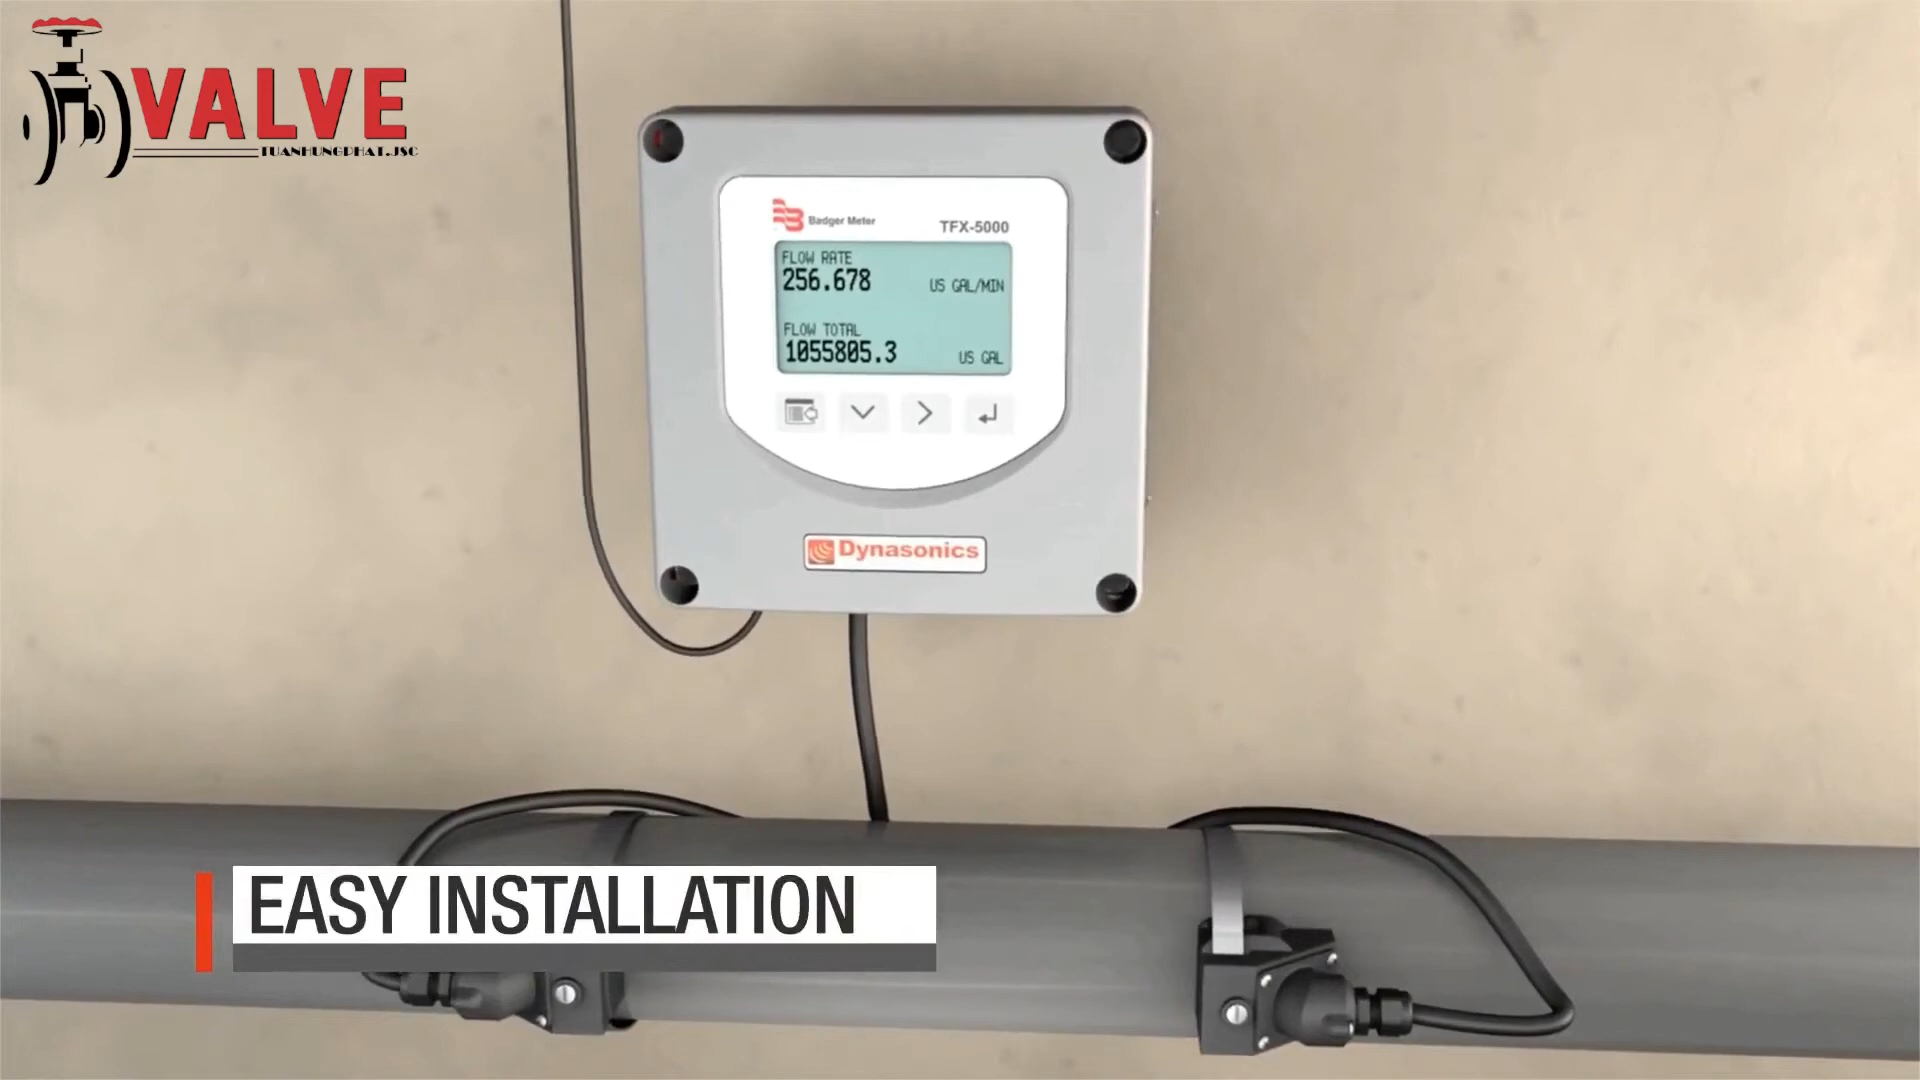 VALVE
TUANHUNGPHAT.JSC
Badger Meter
TFX-5000
FLOW RATE
256.678 US GAL/MIN
FLOW TOTAL
1055805.3 US GAL
Dynasonics
EASY INSTALLATION